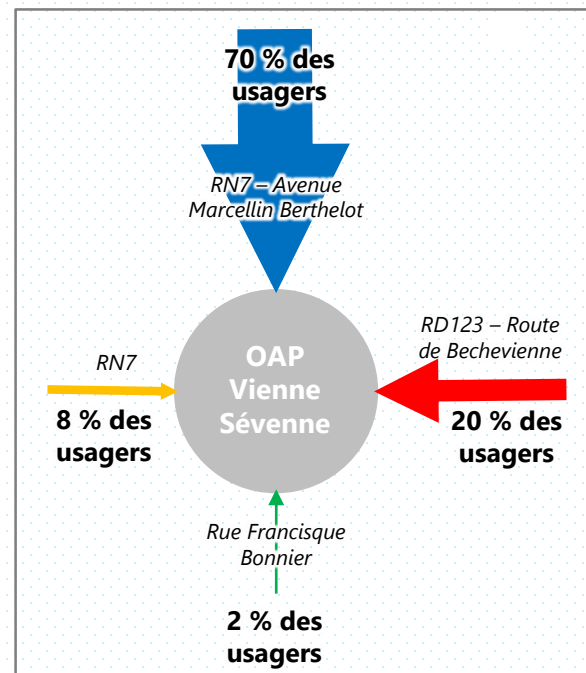 70 % des
usagers
RN7 – Avenue
Marcellin Berthelot
RD123 – Route
de Bechevienne
20 % des
usagers
OAP
Vienne
Sévenne
RN7
8 % des
usagers
Rue Francisque
Bonnier
2 % des
usagers